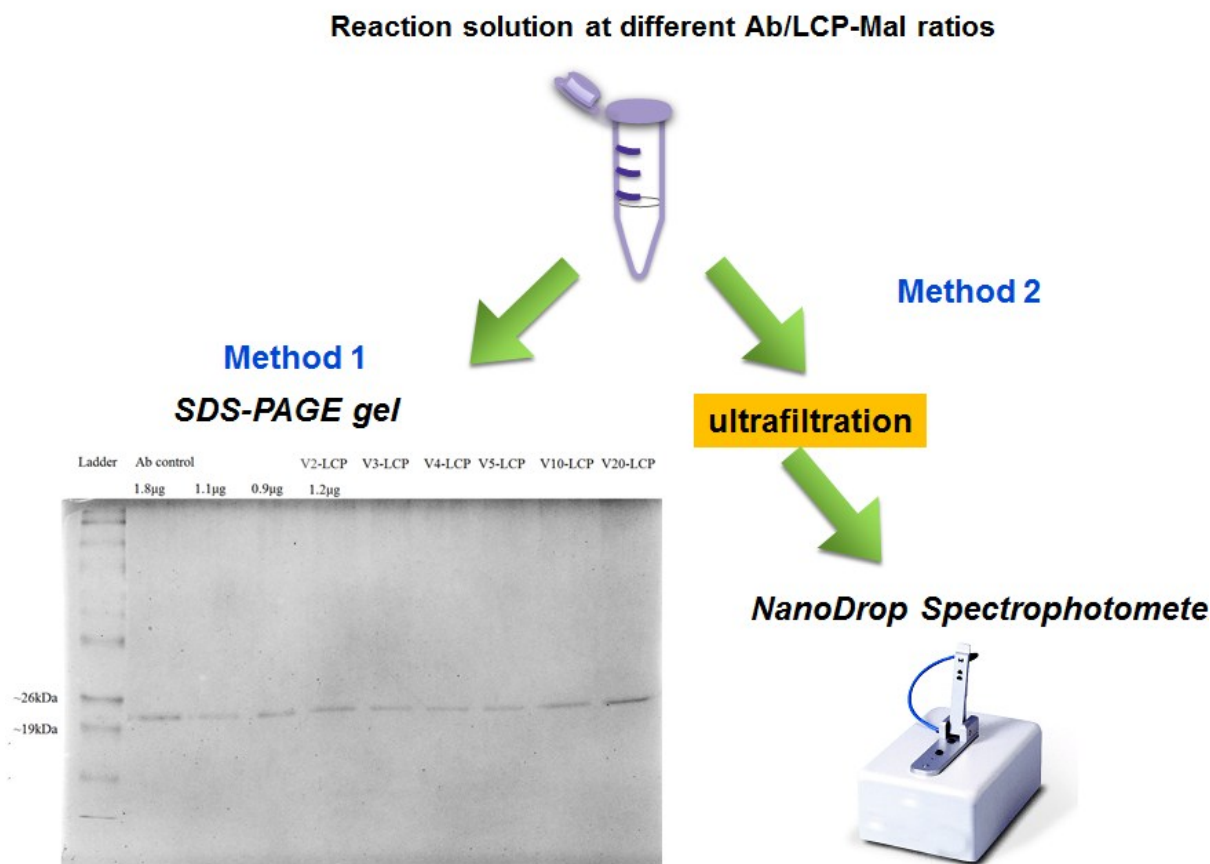 Reaction solution at different Ab/LCP-Mal ratios
Method 2
Method 1
SDS-PAGE gel
ultrafiltration
Ladder Ab control V2-LCP V3-LCP V4-LCP V5-LCP V10-LCP V20-LCP
1.8μg 1.1μg 0.9μg 1.2μg
NanoDrop Spectrophotomete
~26kDa
~19kDa